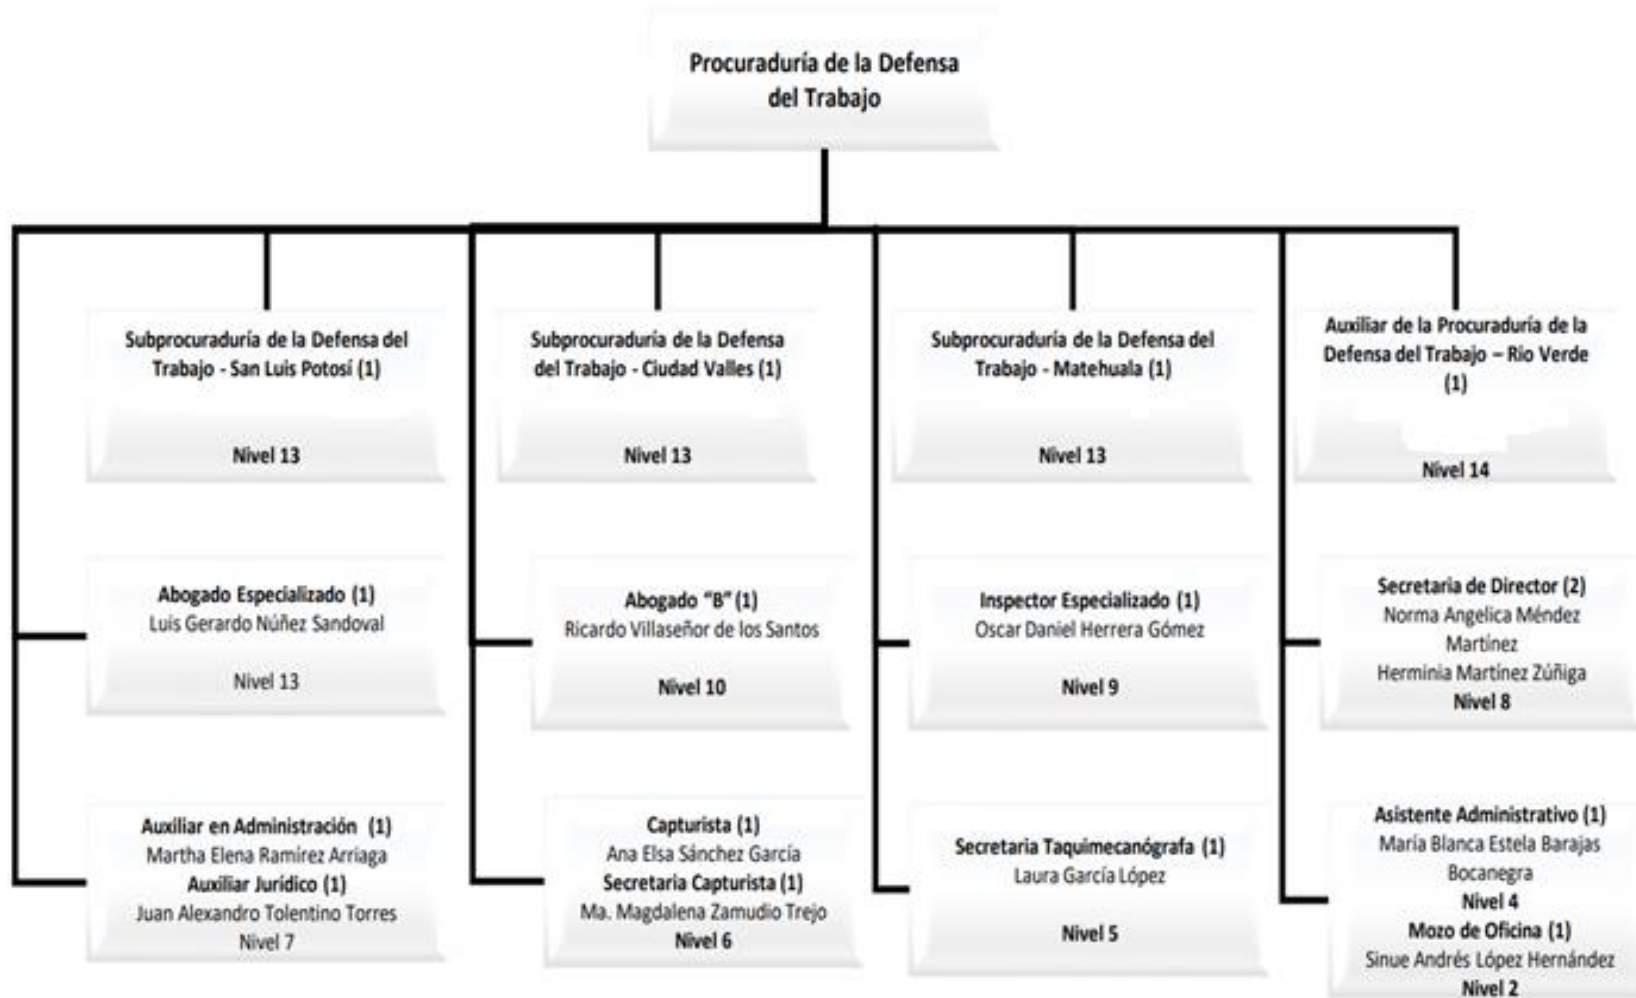 Procuraduría de la Defensa
del Trabajo
Subprocuraduría de la Defensa del
Trabajo - San Luis Potosí (1)
Nivel 13
Subprocuraduría de la Defensa
del Trabajo - Ciudad Valles (1)
Nivel 13
Subprocuraduría de la Defensa del
Trabajo - Matehuala (1)
Nivel 13
Auxiliar de la Procuraduría de la
Defensa del Trabajo – Rio Verde
(1)
Nivel 14
Abogado Especializado (1)
Luis Gerardo Núñez Sandoval
Nivel 13
Abogado “B” (1)
Ricardo Villaseñor de los Santos
Nivel 10
Inspector Especializado (1)
Oscar Daniel Herrera Gómez
Nivel 9
Secretaria de Director (2)
Norma Angelica Méndez
Martínez
Herminia Martínez Zúñiga
Nivel 8
Auxiliar en Administración (1)
Martha Elena Ramírez Arriaga
Auxiliar Jurídico (1)
Juan Alexandro Tolentino Torres
Nivel 7
Capturista (1)
Ana Elsa Sánchez García
Secretaria Capturista (1)
Ma. Magdalena Zamudio Trejo
Nivel 6
Secretaria Taquimecanógrafa (1)
Laura García López
Nivel 5
Asistente Administrativo (1)
María Blanca Estela Barajas
Bocanegra
Nivel 4
Mozo de Oficina (1)
Sinue Andrés López Hernández
Nivel 2